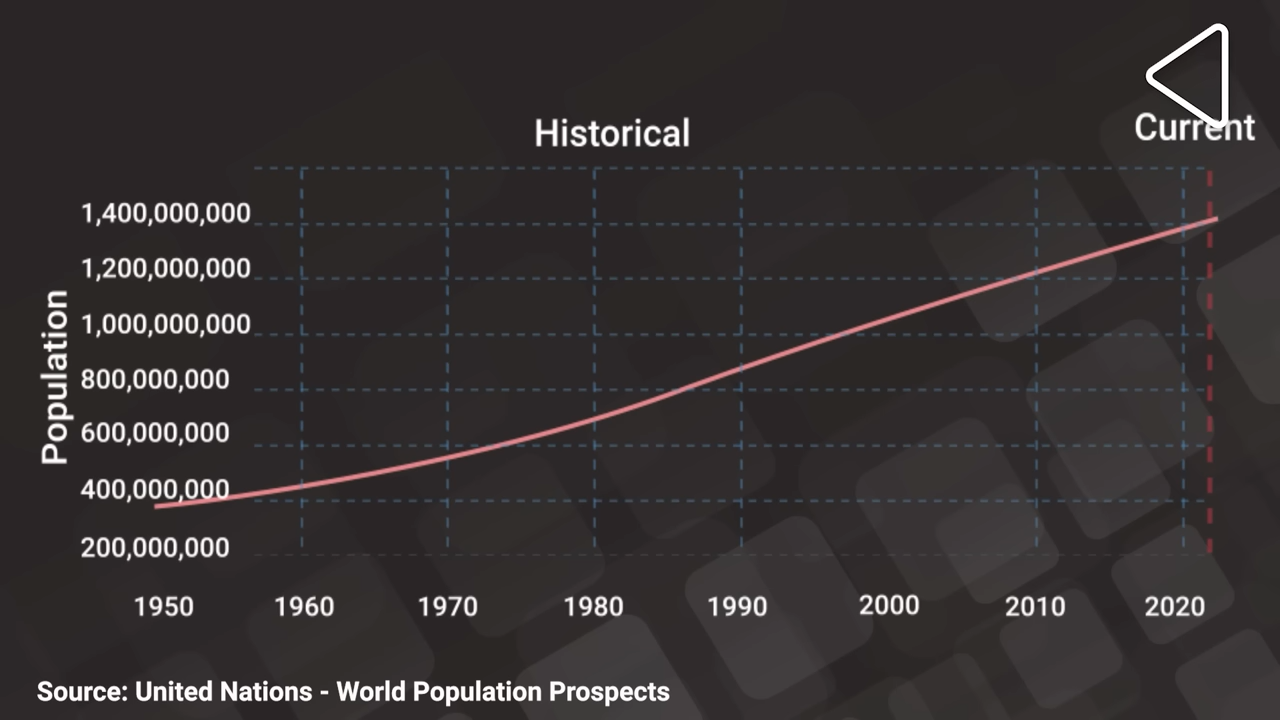 Historical
Current
Population
1,400,000,000
1,200,000,000
1,000,000,000
800,000,000
600,000,000
400,000,000
200,000,000
1950 1960 1970 1980 1990 2000 2010 2020
Source: United Nations - World Population Prospects